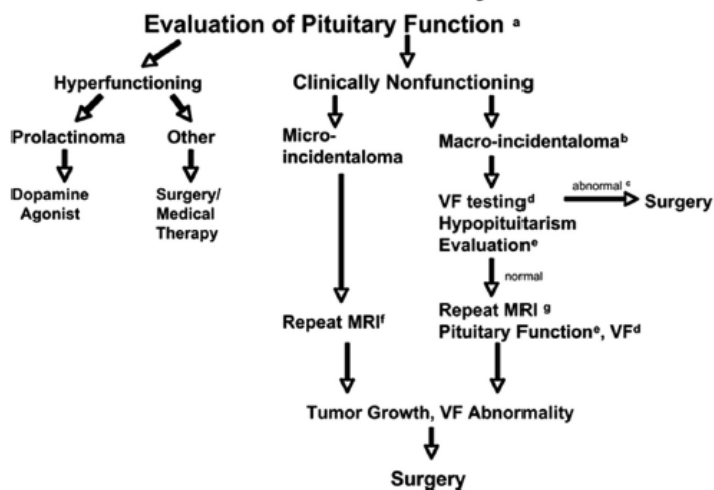 Evaluation of Pituitary Function a
Hyperfunctioning
Clinically Nonfunctioning
Prolactinoma
Other
Micro-
incidentaloma
Macro-incidentaloma b
Dopamine
Agonist
Surgery/
Medical
Therapy
VF testing d
Hypopituitarism
Evaluation e
abnormal c
Surgery
normal
Repeat MRI f
Repeat MRI g
Pituitary Function e, VF d
Tumor Growth, VF Abnormality
Surgery